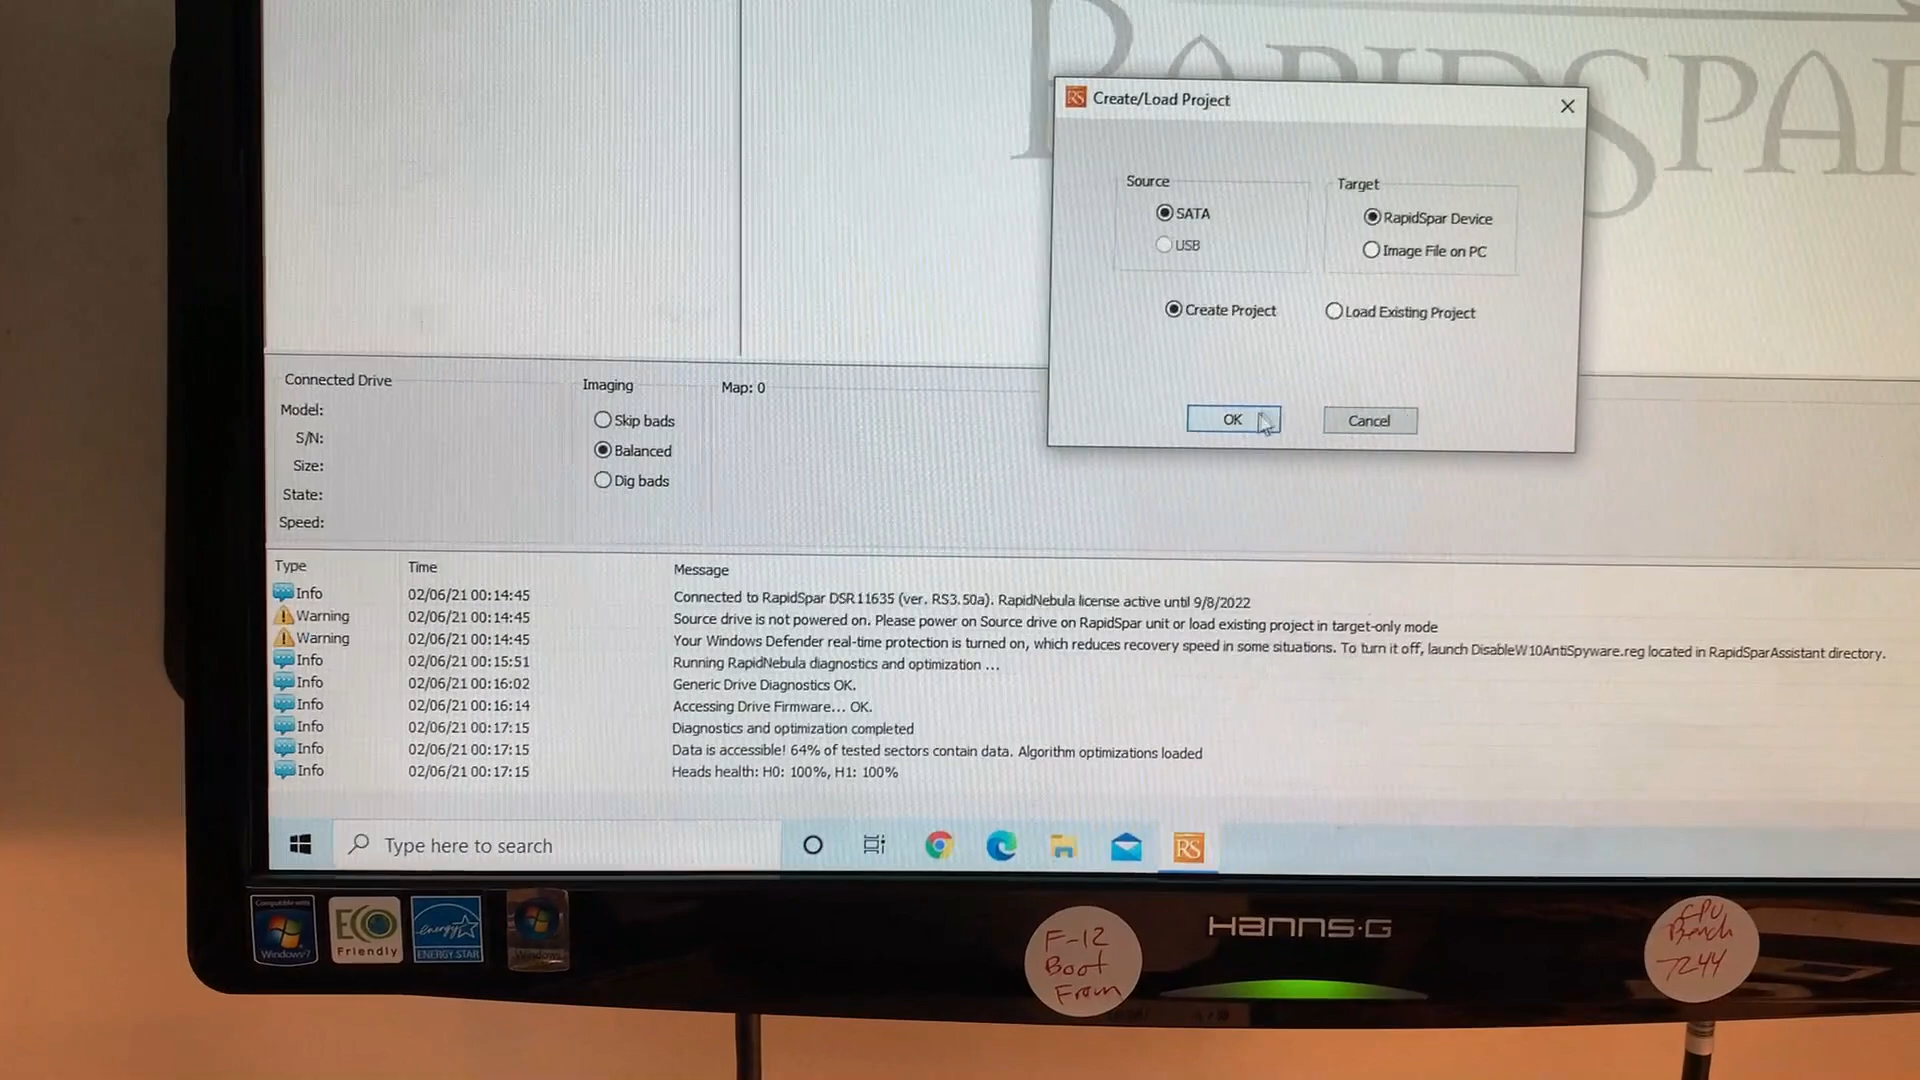 RAPIDSPAR
RS Create/Load Project
Source
Target
SATA
RapidSpar Device
USB
Image File on PC
Create Project
Load Existing Project
OK
Cancel
Connected Drive
Model:
S/N:
Size:
State:
Speed:
Imaging
Skip bads
Balanced
Dig bads
Map: 0
Type Time Message
Info 02/06/21 00:14:45 Connected to RapidSpar DSR11635 (ver. RS3.50a). RapidNebula license active until 9/8/2022
Warning 02/06/21 00:14:45 Source drive is not powered on. Please power on Source drive on RapidSpar unit or load existing project in target-only mode
Warning 02/06/21 00:14:45 Your Windows Defender real-time protection is turned on, which reduces recovery speed in some situations. To turn it off, launch DisableW10AntiSpyware.reg located in RapidSparAssistant directory.
Info 02/06/21 00:15:51 Running RapidNebula diagnostics and optimization ...
Info 02/06/21 00:16:02 Generic Drive Diagnostics OK.
Info 02/06/21 00:16:14 Accessing Drive Firmware... OK.
Info 02/06/21 00:17:15 Diagnostics and optimization completed
Info 02/06/21 00:17:15 Data is accessible! 64% of tested sectors contain data. Algorithm optimizations loaded
Info 02/06/21 00:17:15 Heads health: H0: 100%, H1: 100%
Type here to search
RS
Compatible with
Windows 7
ECO
Friendly
energy
ENERGY STAR
F-12
Boot
From
HANNS·G
CPU
Bench
7244